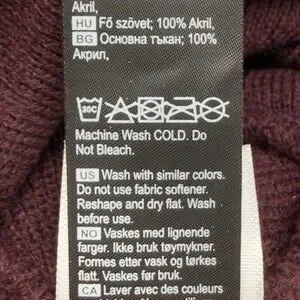 Akril,
HU Fő szövet; 100% Akril,
BG Основна тъкан; 100%
Акрил,
30C
Machine Wash COLD. Do
Not Bleach.
US Wash with similar colors.
Do not use fabric softener.
Reshape and dry flat. Wash
before use.
NO Vaskes med lignende
farger. Ikke bruk tøymykner.
Formes etter vask og tørkes
flatt. Vaskes før bruk.
CA Laver avec des couleurs